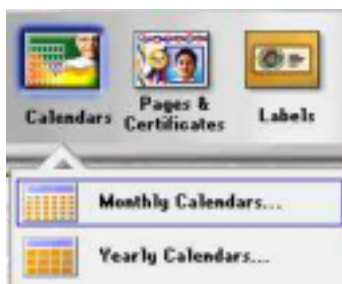 Calendars
Pages &
Certificates
Labels
Monthly Calendars...
Yearly Calendars...